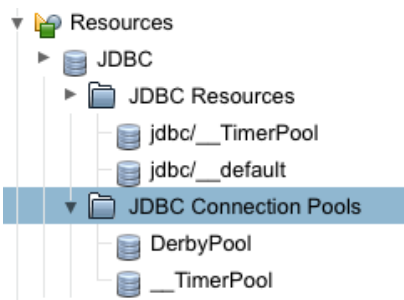 Resources
JDBC
JDBC Resources
jdbc/__TimerPool
jdbc/__default
JDBC Connection Pools
DerbyPool
__TimerPool